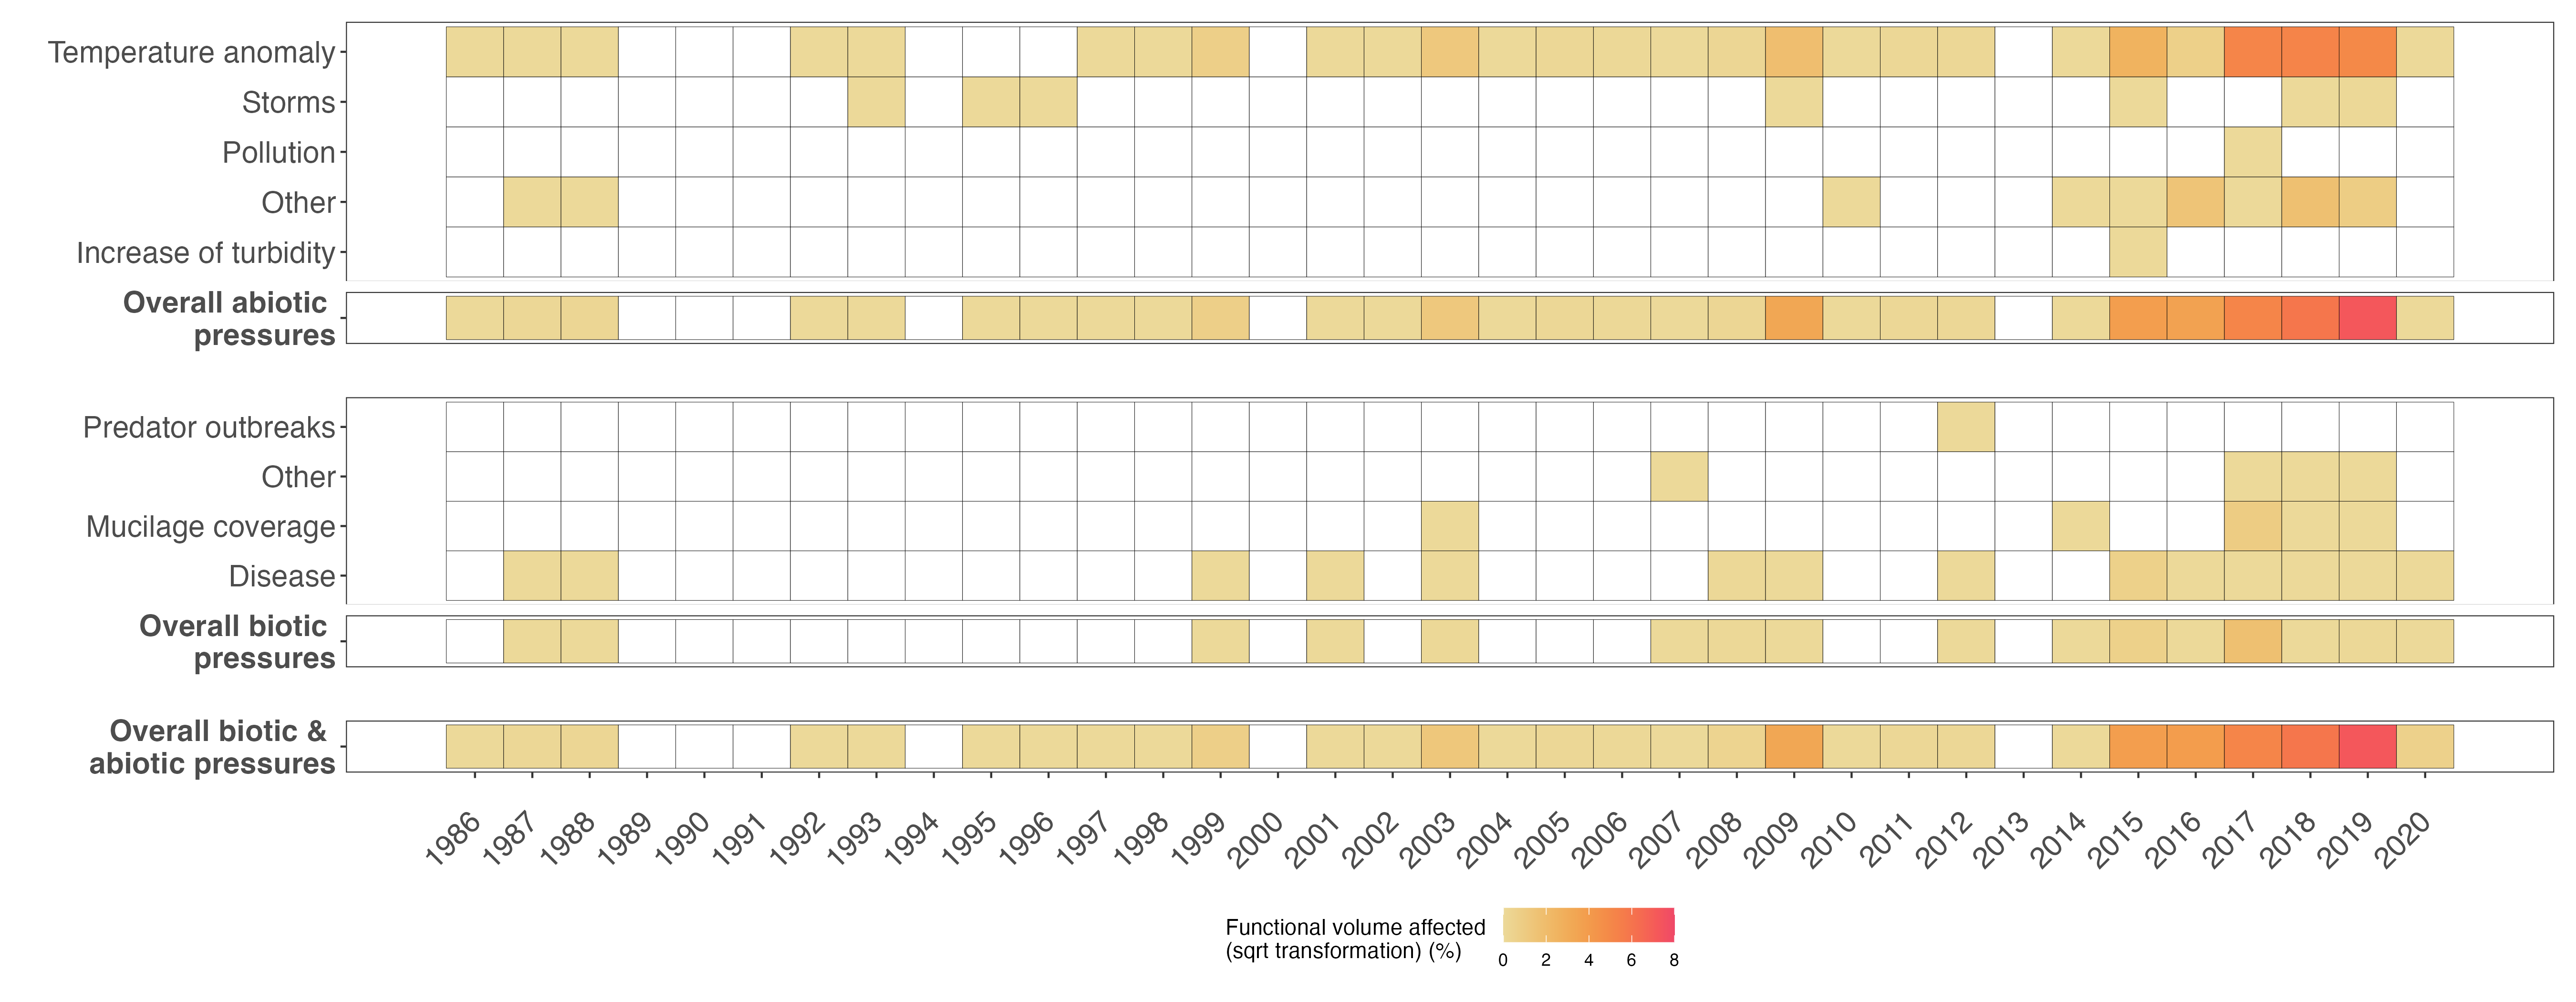 Temperature anomaly
Storms
Pollution
Other
Increase of turbidity
Overall abiotic
pressures
Predator outbreaks
Other
Mucilage coverage
Disease
Overall biotic
pressures
Overall biotic &
abiotic pressures
1986 1987 1988 1989 1990 1991 1992 1993 1994 1995 1996 1997 1998 1999 2000 2001 2002 2003 2004 2005 2006 2007 2008 2009 2010 2011 2012 2013 2014 2015 2016 2017 2018 2019 2020
Functional volume affected
(sqrt transformation) (%)
0 2 4 6 8